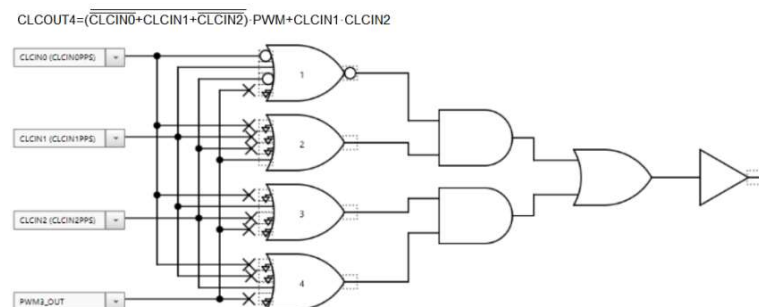 CLCOUT4=(CLCIN0+CLCIN1+CLCIN2)·PWM+CLCIN1·CLCIN2
CLCIN0 (CLCIN0PPS)
1
CLCIN1 (CLCIN1PPS)
2
3
CLCIN2 (CLCIN2PPS)
4
PWM3_OUT